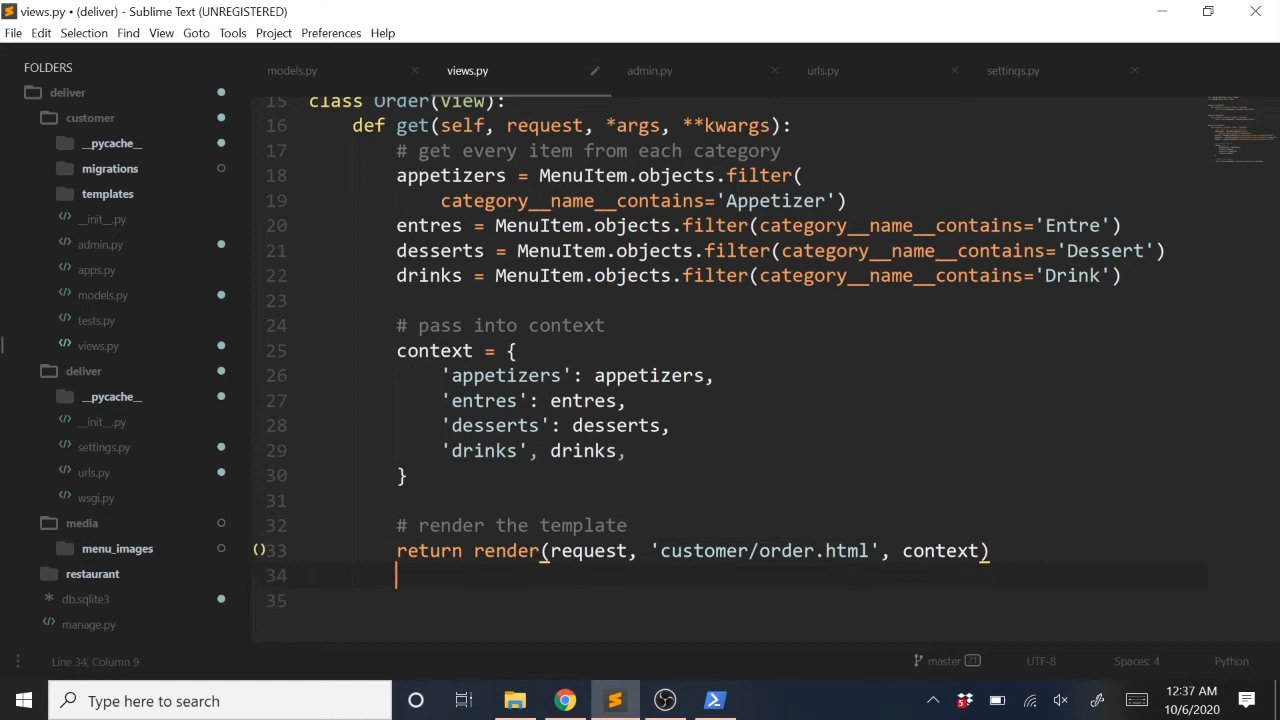 views.py • (deliver) - Sublime Text (UNREGISTERED)
File Edit Selection Find View Goto Tools Project Preferences Help
FOLDERS
deliver
customer
__pycache__
migrations
templates
__init__.py
admin.py
apps.py
models.py
tests.py
views.py
deliver
__pycache__
__init__.py
settings.py
urls.py
wsgi.py
media
menu_images
restaurant
db.sqlite3
manage.py
models.py views.py admin.py urls.py settings.py
15 class Order(View):
16 def get(self, request, *args, **kwargs):
17 # get every item from each category
18 appetizers = MenuItem.objects.filter(
19 category__name__contains='Appetizer')
20 entres = MenuItem.objects.filter(category__name__contains='Entre')
21 desserts = MenuItem.objects.filter(category__name__contains='Dessert')
22 drinks = MenuItem.objects.filter(category__name__contains='Drink')
23
24 # pass into context
25 context = {
26 'appetizers': appetizers,
27 'entres': entres,
28 'desserts': desserts,
29 'drinks', drinks,
30 }
31
32 # render the template
33 return render(request, 'customer/order.html', context)
34
35
Line 34, Column 9 master 21 UTF-8 Spaces: 4 Python
Type here to search
12:37 AM
10/6/2020